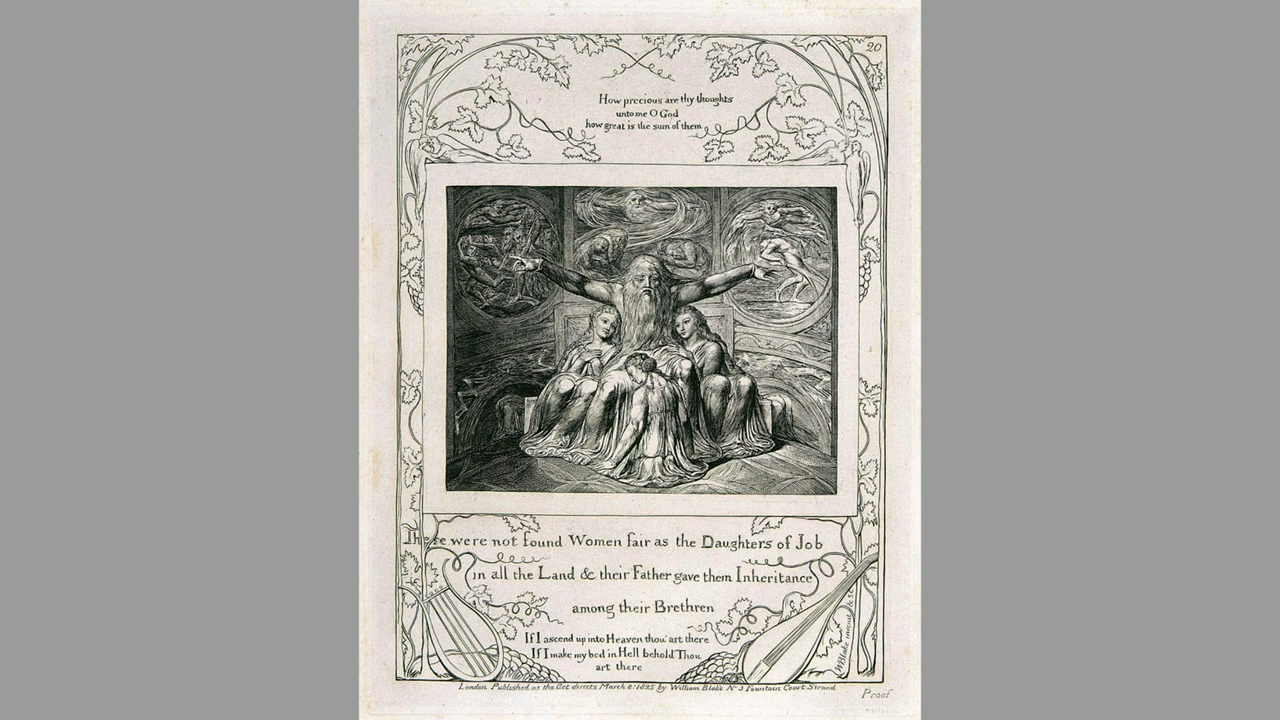 20
How precious are thy thoughts
unto me O God
how great is the sum of them
There were not found Women fair as the Daughters of Job
in all the Land & their Father gave them Inheritance
among their Brethren
If I ascend up into Heaven thou art there
If I make my bed in Hell behold Thou
art there
WBlake invenit & sc
London Published as the Act directs March 8: 1825 by William Blake No 3 Fountain Court Strand
Proof